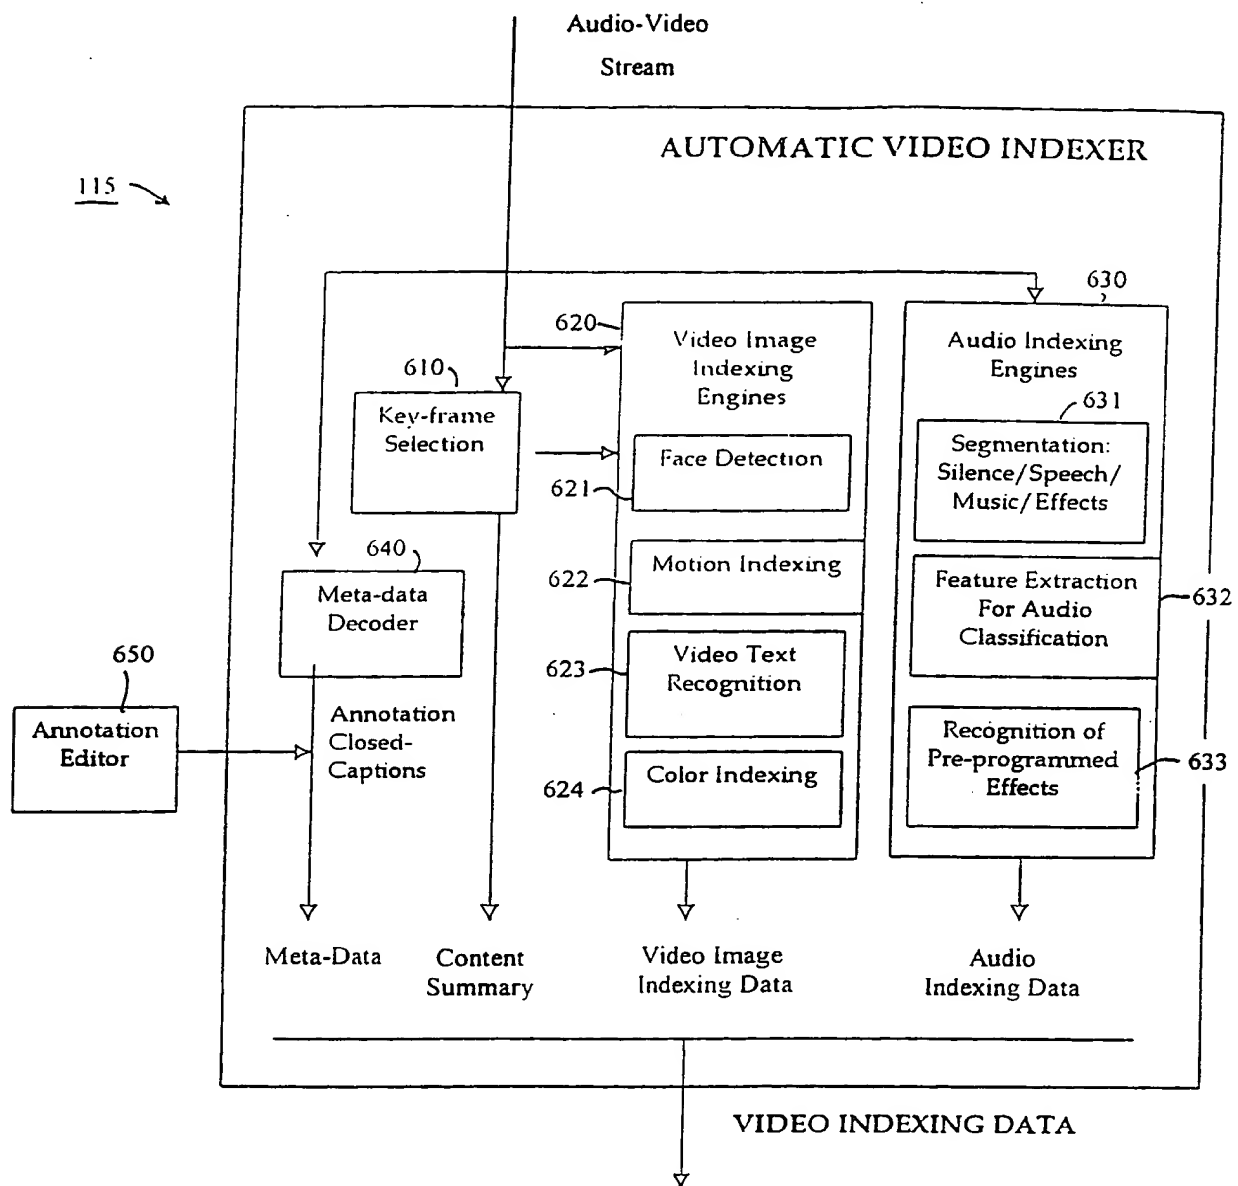 Audio-Video
Stream
AUTOMATIC VIDEO INDEXER
115
630
620
Video Image
Indexing
Engines
Audio Indexing
Engines
610
Key-frame
Selection
631
Segmentation:
Silence/Speech/
Music/Effects
Face Detection
621
640
Meta-data
Decoder
Motion Indexing
622
Feature Extraction
For Audio
Classification
632
650
Annotation
Editor
Annotation
Closed-
Captions
623
Video Text
Recognition
Recognition of
Pre-programmed
Effects
633
624
Color Indexing
Meta-Data
Content
Summary
Video Image
Indexing Data
Audio
Indexing Data
VIDEO INDEXING DATA